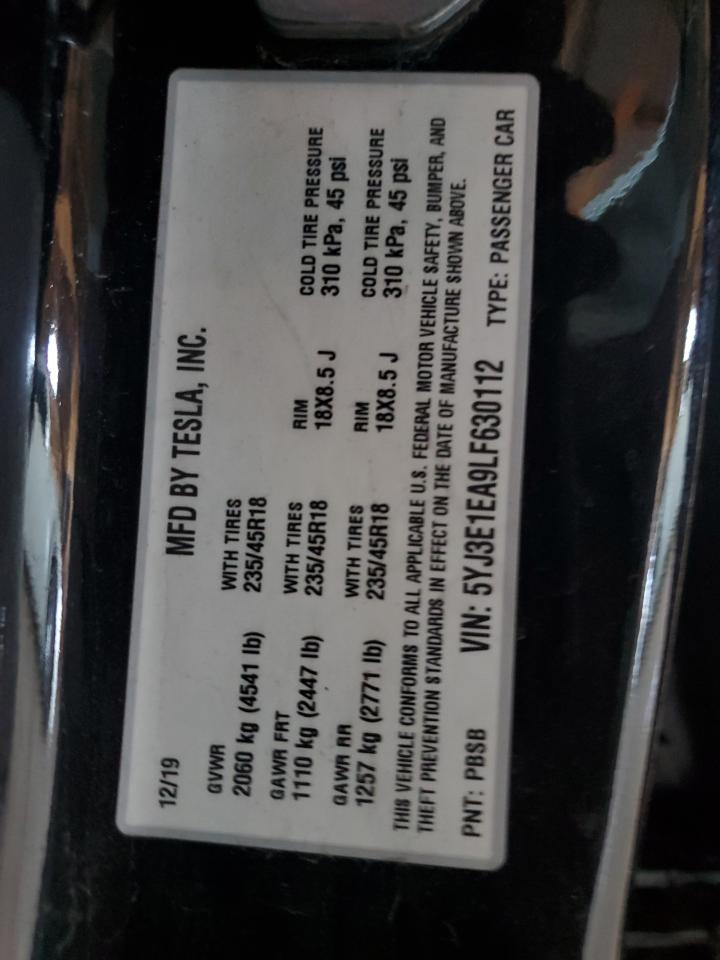 12/19 MFD BY TESLA, INC.
GVWR WITH TIRES
2060 kg (4541 lb) 235/45R18
GAWR FRT WITH TIRES RIM COLD TIRE PRESSURE
1110 kg (2447 lb) 235/45R18 18X8.5 J 310 kPa, 45 psi
GAWR RR WITH TIRES RIM COLD TIRE PRESSURE
1257 kg (2771 lb) 235/45R18 18X8.5 J 310 kPa, 45 psi
THIS VEHICLE CONFORMS TO ALL APPLICABLE U.S. FEDERAL MOTOR VEHICLE SAFETY, BUMPER, AND
THEFT PREVENTION STANDARDS IN EFFECT ON THE DATE OF MANUFACTURE SHOWN ABOVE.
PNT: PBSB VIN: 5YJ3E1EA9LF630112 TYPE: PASSENGER CAR